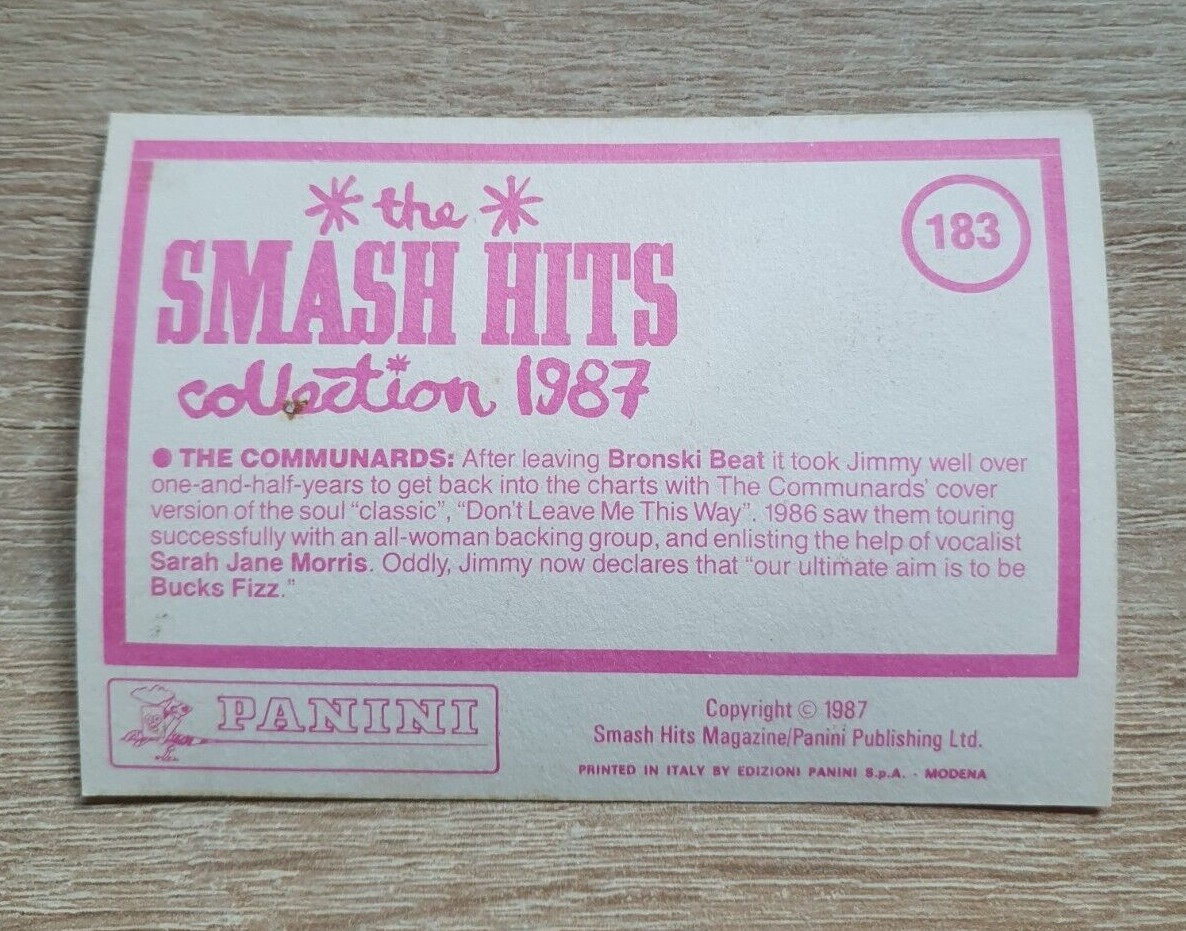 the
183
SMASH HITS
collection 1987
● THE COMMUNARDS: After leaving Bronski Beat it took Jimmy well over
one-and-half-years to get back into the charts with The Communards' cover
version of the soul "classic", "Don't Leave Me This Way". 1986 saw them touring
successfully with an all-woman backing group, and enlisting the help of vocalist
Sarah Jane Morris. Oddly, Jimmy now declares that "our ultimate aim is to be
Bucks Fizz."
PANINI
Copyright © 1987
Smash Hits Magazine/Panini Publishing Ltd.
PRINTED IN ITALY BY EDIZIONI PANINI S.p.A. - MODENA